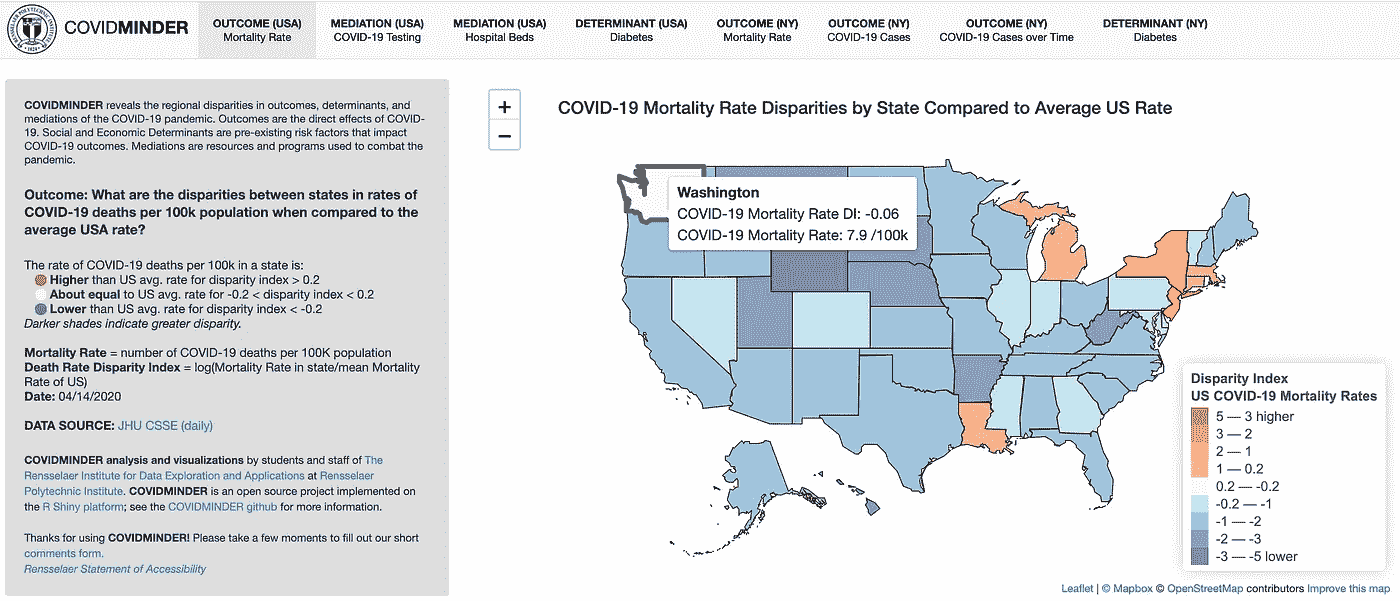 COVIDMINDER
OUTCOME (USA)
Mortality Rate
MEDIATION (USA)
COVID-19 Testing
MEDIATION (USA)
Hospital Beds
DETERMINANT (USA)
Diabetes
OUTCOME (NY)
Mortality Rate
OUTCOME (NY)
COVID-19 Cases
OUTCOME (NY)
COVID-19 Cases over Time
DETERMINANT (NY)
Diabetes
COVIDMINDER reveals the regional disparities in outcomes, determinants, and
mediations of the COVID-19 pandemic. Outcomes are the direct effects of COVID-
19. Social and Economic Determinants are pre-existing risk factors that impact
COVID-19 outcomes. Mediations are resources and programs used to combat the
pandemic.
Outcome: What are the disparities between states in rates of
COVID-19 deaths per 100k population when compared to the
average USA rate?
The rate of COVID-19 deaths per 100k in a state is:
Higher than US avg. rate for disparity index > 0.2
About equal to US avg. rate for -0.2 < disparity index < 0.2
Lower than US avg. rate for disparity index < -0.2
Darker shades indicate greater disparity.
Mortality Rate = number of COVID-19 deaths per 100K population
Death Rate Disparity Index = log(Mortality Rate in state/mean Mortality
Rate of US)
Date: 04/14/2020
DATA SOURCE: JHU CSSE (daily)
COVIDMINDER analysis and visualizations by students and staff of The
Rensselaer Institute for Data Exploration and Applications at Rensselaer
Polytechnic Institute. COVIDMINDER is an open source project implemented on
the R Shiny platform; see the COVIDMINDER github for more information.
Thanks for using COVIDMINDER! Please take a few moments to fill out our short
comments form.
Rensselaer Statement of Accessibility
+
−
COVID-19 Mortality Rate Disparities by State Compared to Average US Rate
Washington
COVID-19 Mortality Rate DI: -0.06
COVID-19 Mortality Rate: 7.9 /100k
Disparity Index
US COVID-19 Mortality Rates
5 — 3 higher
3 — 2
2 — 1
1 — 0.2
0.2 — -0.2
-0.2 — -1
-1 — -2
-2 — -3
-3 — -5 lower
Leaflet | © Mapbox © OpenStreetMap contributors Improve this map